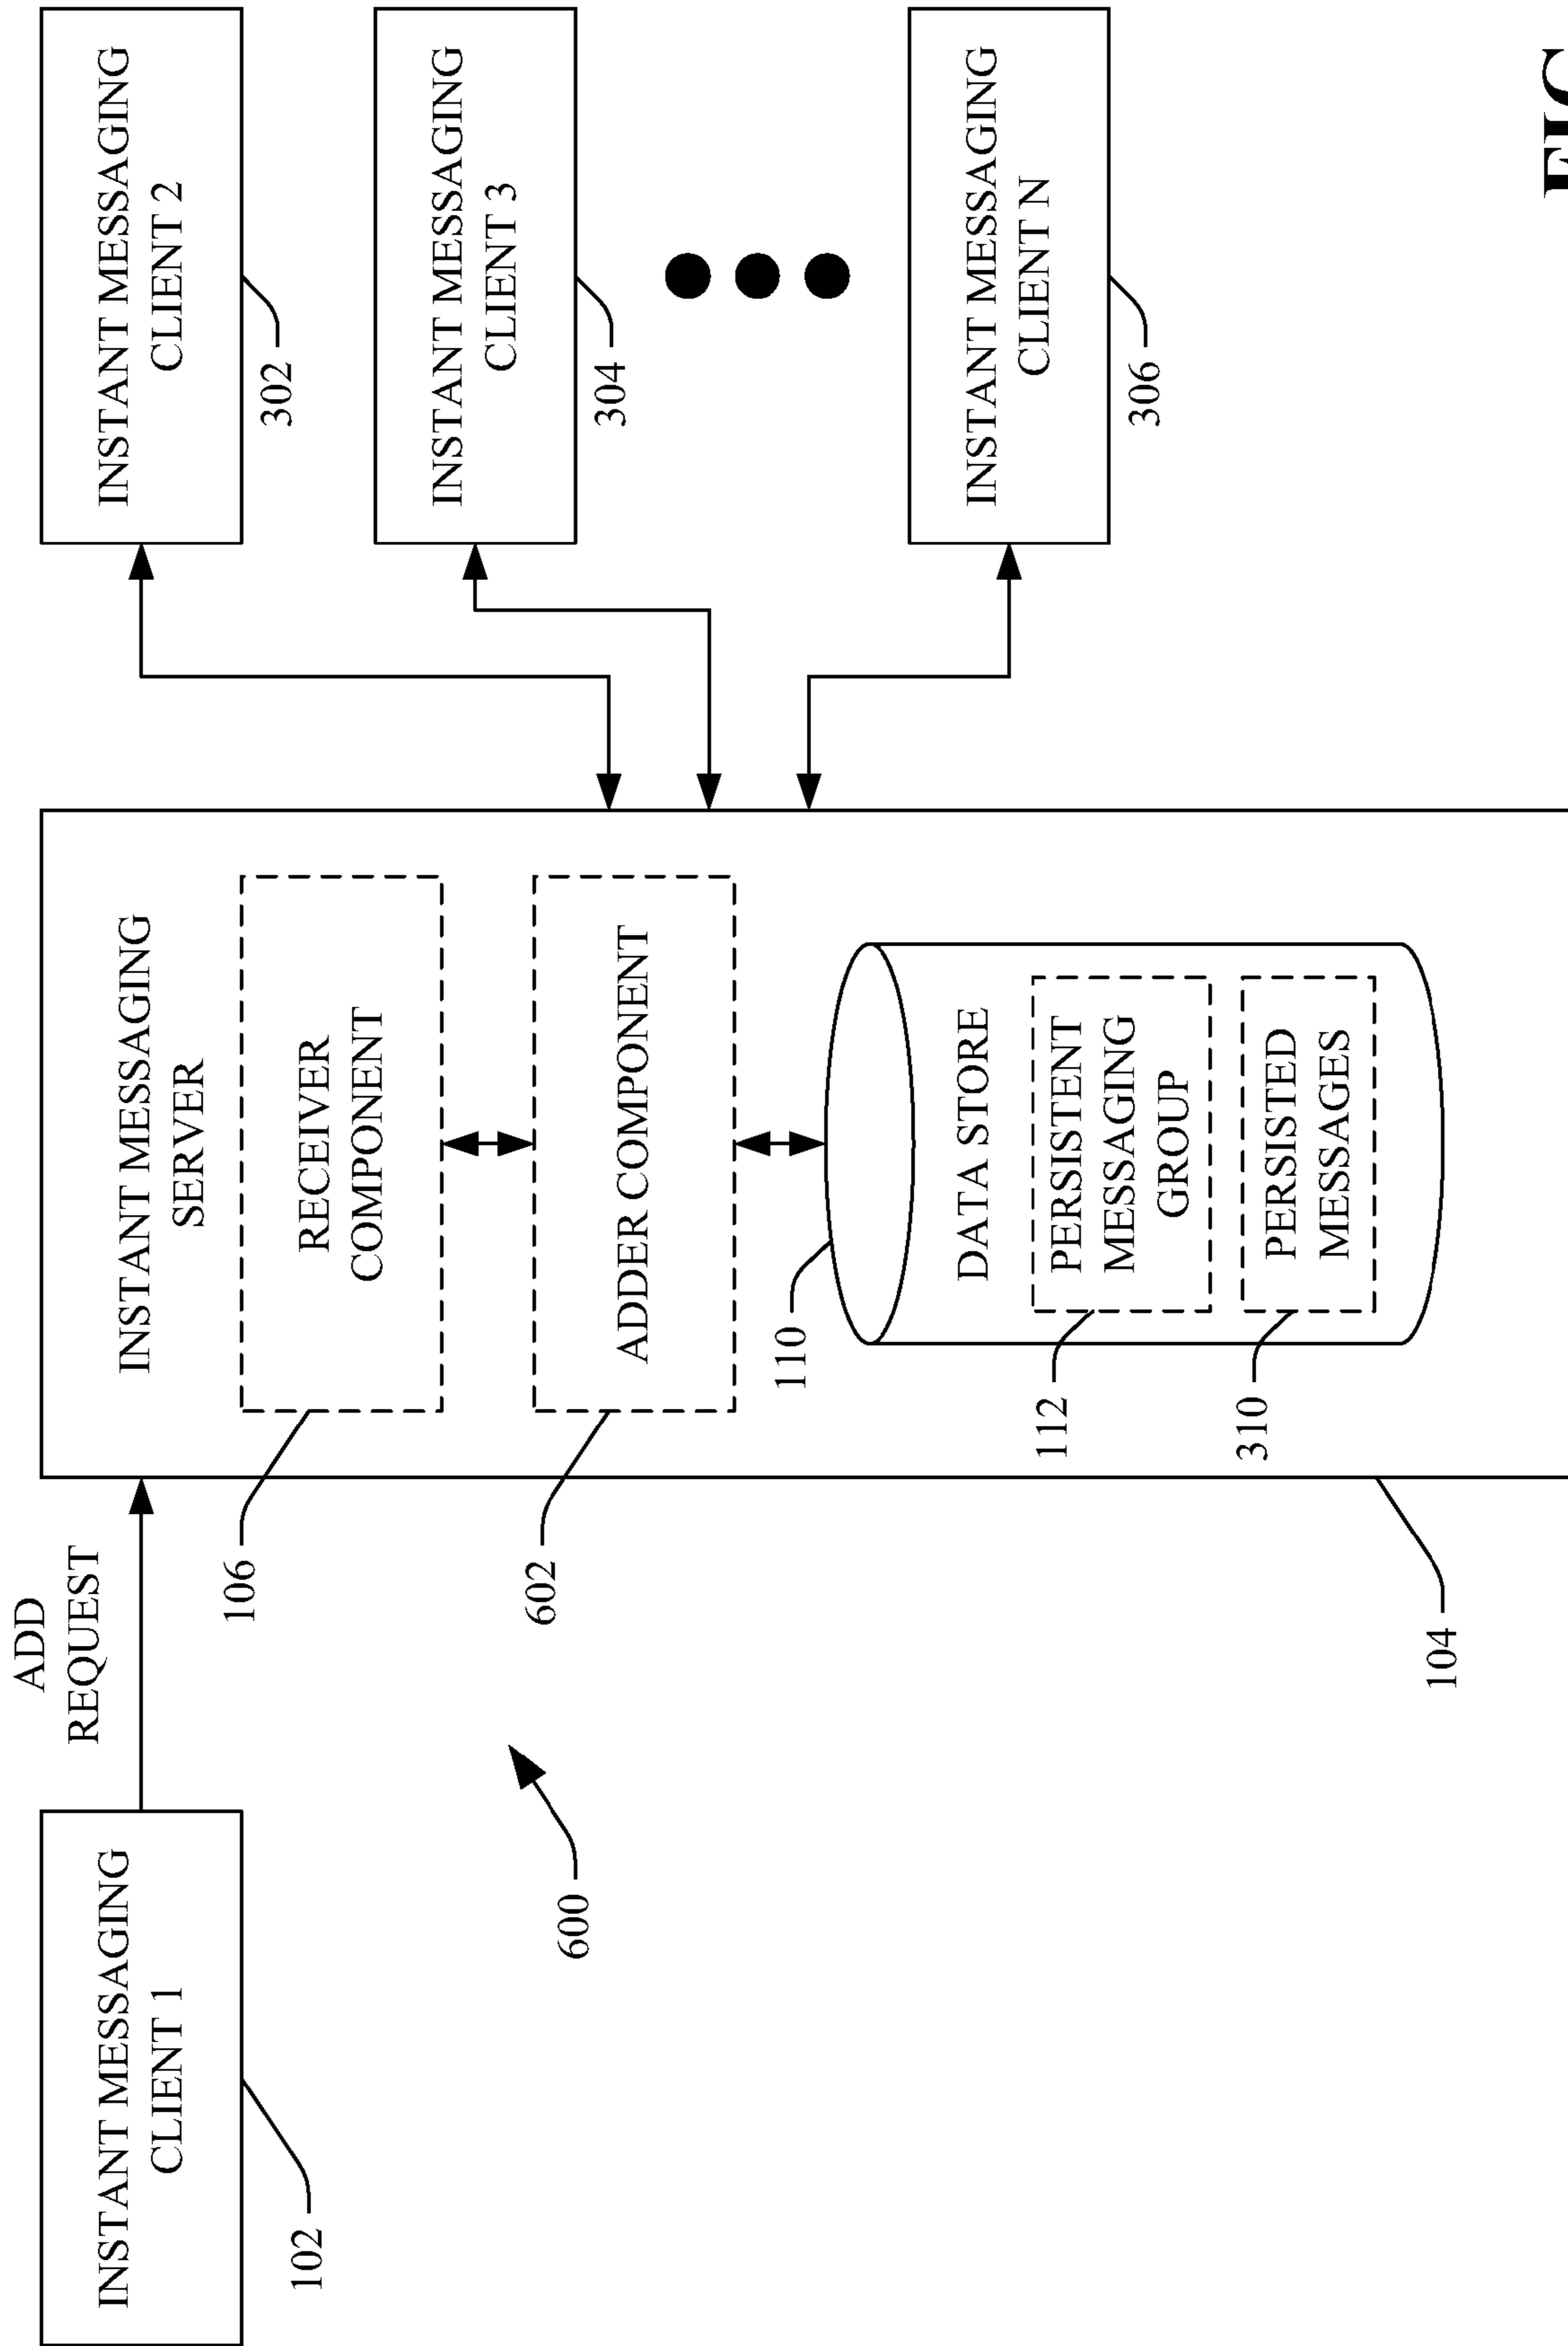 INSTANT MESSAGING
CLIENT 1
102
ADD
REQUEST
600
INSTANT MESSAGING
SERVER
RECEIVER
COMPONENT
106
ADDER COMPONENT
602
110
DATA STORE
PERSISTENT
MESSAGING
GROUP
112
PERSISTED
MESSAGES
310
104
INSTANT MESSAGING
CLIENT 2
302
INSTANT MESSAGING
CLIENT 3
304
INSTANT MESSAGING
CLIENT N
306
FIG